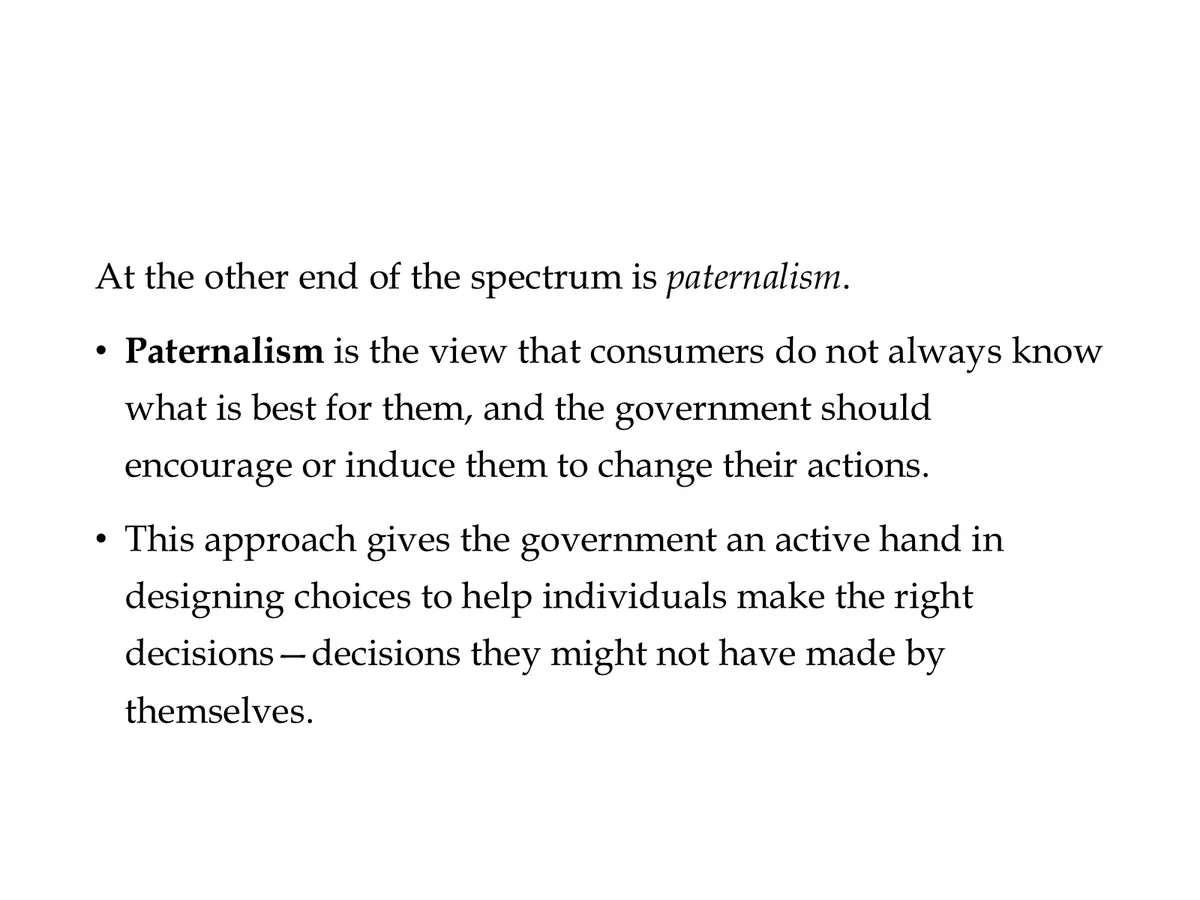 At the other end of the spectrum is paternalism.
• Paternalism is the view that consumers do not always know
what is best for them, and the government should
encourage or induce them to change their actions.
• This approach gives the government an active hand in
designing choices to help individuals make the right
decisions—decisions they might not have made by
themselves.